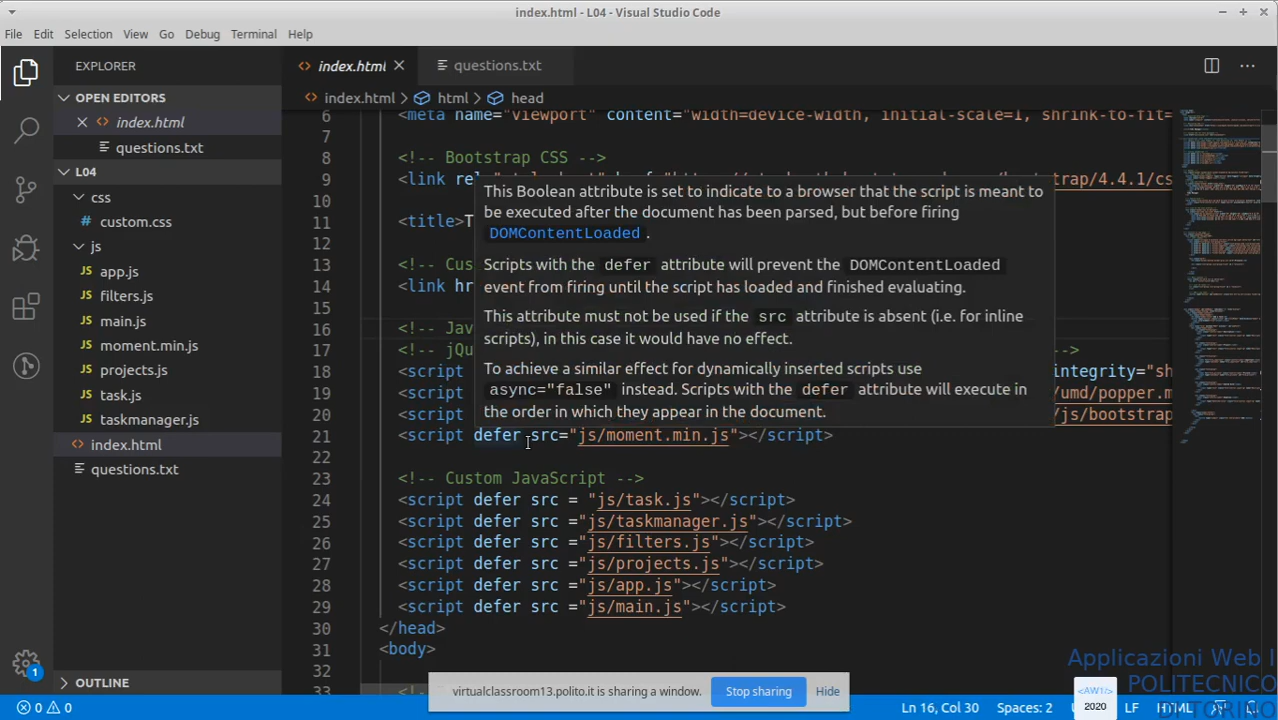 index.html - L04 - Visual Studio Code
File Edit Selection View Go Debug Terminal Help
EXPLORER
OPEN EDITORS
index.html
questions.txt
L04
css
custom.css
js
app.js
filters.js
main.js
moment.min.js
projects.js
task.js
taskmanager.js
index.html
questions.txt
OUTLINE
index.html questions.txt
index.html > html > head
6 <meta name="viewport" content="width=device-width, initial-scale=1, shrink-to-fit=
7
8 <!-- Bootstrap CSS -->
9 <link rel= rap/4.4.1/cs
10
11 <title>T
12
13 <!-- Cus
14 <link hr
15
16 <!-- Jav
17 <!-- jQu -->
18 <script integrity="sh
19 <script /umd/popper.m
20 <script /js/bootstrap
21 <script defer src="js/moment.min.js"></script>
22
23 <!-- Custom JavaScript -->
24 <script defer src = "js/task.js"></script>
25 <script defer src ="js/taskmanager.js"></script>
26 <script defer src ="js/filters.js"></script>
27 <script defer src ="js/projects.js"></script>
28 <script defer src ="js/app.js"></script>
29 <script defer src ="js/main.js"></script>
30 </head>
31 <body>
32
33
This boolean attribute is set to indicate to a browser that the script is meant to
be executed after the document has been parsed, but before firing
DOMContentLoaded .
Scripts with the defer attribute will prevent the DOMContentLoaded
event from firing until the script has loaded and finished evaluating.
This attribute must not be used if the src attribute is absent (i.e. for inline
scripts), in this case it would have no effect.
To achieve a similar effect for dynamically inserted scripts use
async="false" instead. Scripts with the defer attribute will execute in
the order in which they appear in the document.
virtualclassroom13.polito.it is sharing a window. Stop sharing Hide
Applicazioni Web I
POLITECNICO
DI TORINO
<AW1/>
2020
1
0 0 Ln 16, Col 30 Spaces: 2 HTML